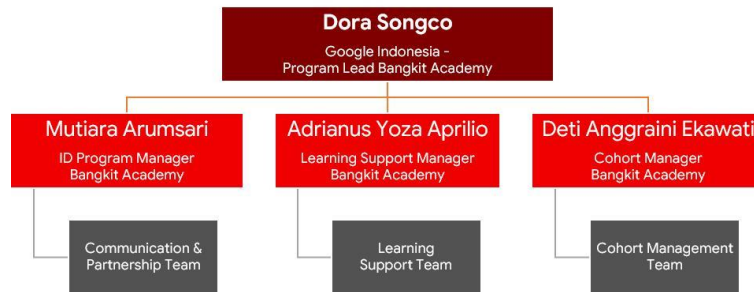 Dora Songco
Google Indonesia -
Program Lead Bangkit Academy
Mutiara Arumsari
ID Program Manager
Bangkit Academy
Adrianus Yoza Aprilio
Learning Support Manager
Bangkit Academy
Deti Anggraini Ekawati
Cohort Manager
Bangkit Academy
Communication &
Partnership Team
Learning
Support Team
Cohort Management
Team